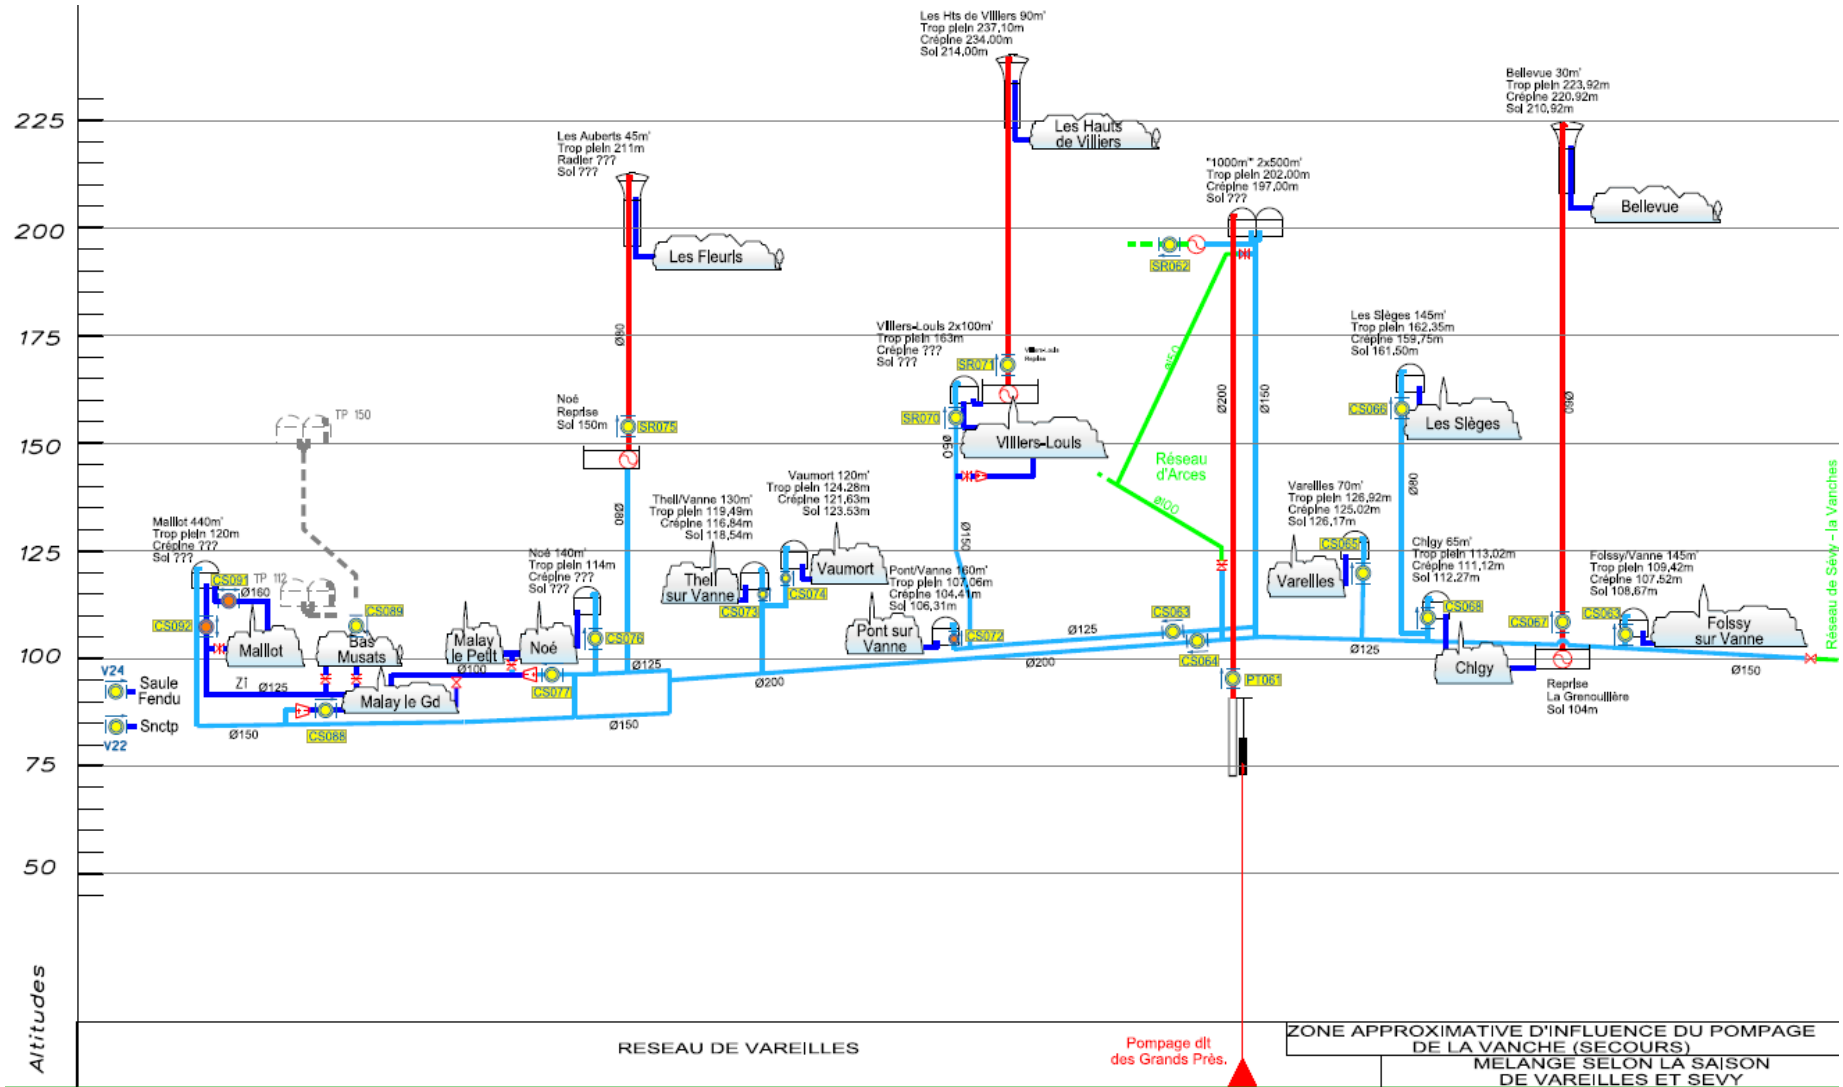 Les Hts de Villiers 90m³
Trop plein 237,10m
Crépine 234.00m
Sol 214,00m
Bellevue 30m³
Trop plein 223,92m
Crépine 220.92m
Sol 210,92m
225
Les Auberts 45m³
Trop plein 211m
Radier ???
Sol ???
Les Hauts
de Villiers
"1000m³" 2x500m³
Trop plein 202.00m
Crépine 197,00m
Sol ???
Bellevue
200
Les Fleuris
SR062
175
Ø80
Villiers-Louis 2x100m³
Trop plein 163m
Crépine ???
Sol ???
SR071
Villiers-Louis
Reprise
Ø150
Ø200
Ø150
Les Sièges 145m³
Trop plein 162.35m
Crépine 159,75m
Sol 161,50m
Ø60
TP 150
Noé
Reprise
Sol 150m
SR075
SR070
Ø90
Villiers-Louis
CS066
Les Sièges
150
Réseau
d'Arces
Ø100
Ø80
Réseau de Sévy - la Vanches
Maillot 440m³
Trop plein 120m
Crépine ???
Sol ???
Ø80
Theil/Vanne 130m³
Trop plein 119,49m
Crépine 116,84m
Sol 118,54m
Vaumort 120m³
Trop plein 124.28m
Crépine 121,63m
Sol 123.53m
Ø150
Vareilles 70m³
Trop plein 126,92m
Crépine 125.02m
Sol 126,17m
125
Noé 140m³
Trop plein 114m
Crépine ???
Sol ???
Chigy 65m³
Trop plein 113.02m
Crépine 111,12m
Sol 112,27m
Foissy/Vanne 145m³
Trop plein 109,42m
Crépine 107.52m
Sol 108,67m
CS091
Ø160
TP 112
CS089
Theil
sur Vanne
CS073
CS074
Vaumort
Pont/Vanne 160m³
Trop plein 107,06m
Crépine 104,41m
Sol 106,31m
CS065
Vareilles
CS092
Maillot
Bas
Musats
Malay
le Petit
Noé
CS076
Pont sur
Vanne
CS072
Ø125
CS063
CS064
CS068
CS067
CS063
Foissy
sur Vanne
100
Zi
Ø125
Ø100
Ø125
CS077
Ø200
Ø200
Ø125
Chigy
Ø150
V24
Saule
Fendu
Malay le Gd
PT061
Reprise
La Grenouillère
Sol 104m
Snctp
V22
Ø150
CS088
Ø150
75
50
Altitudes
RESEAU DE VAREILLES
Pompage dit
des Grands Près.
ZONE APPROXIMATIVE D'INFLUENCE DU POMPAGE
DE LA VANCHE (SECOURS)
MELANGE SELON LA SAISON
DE VAREILLES ET SEVY